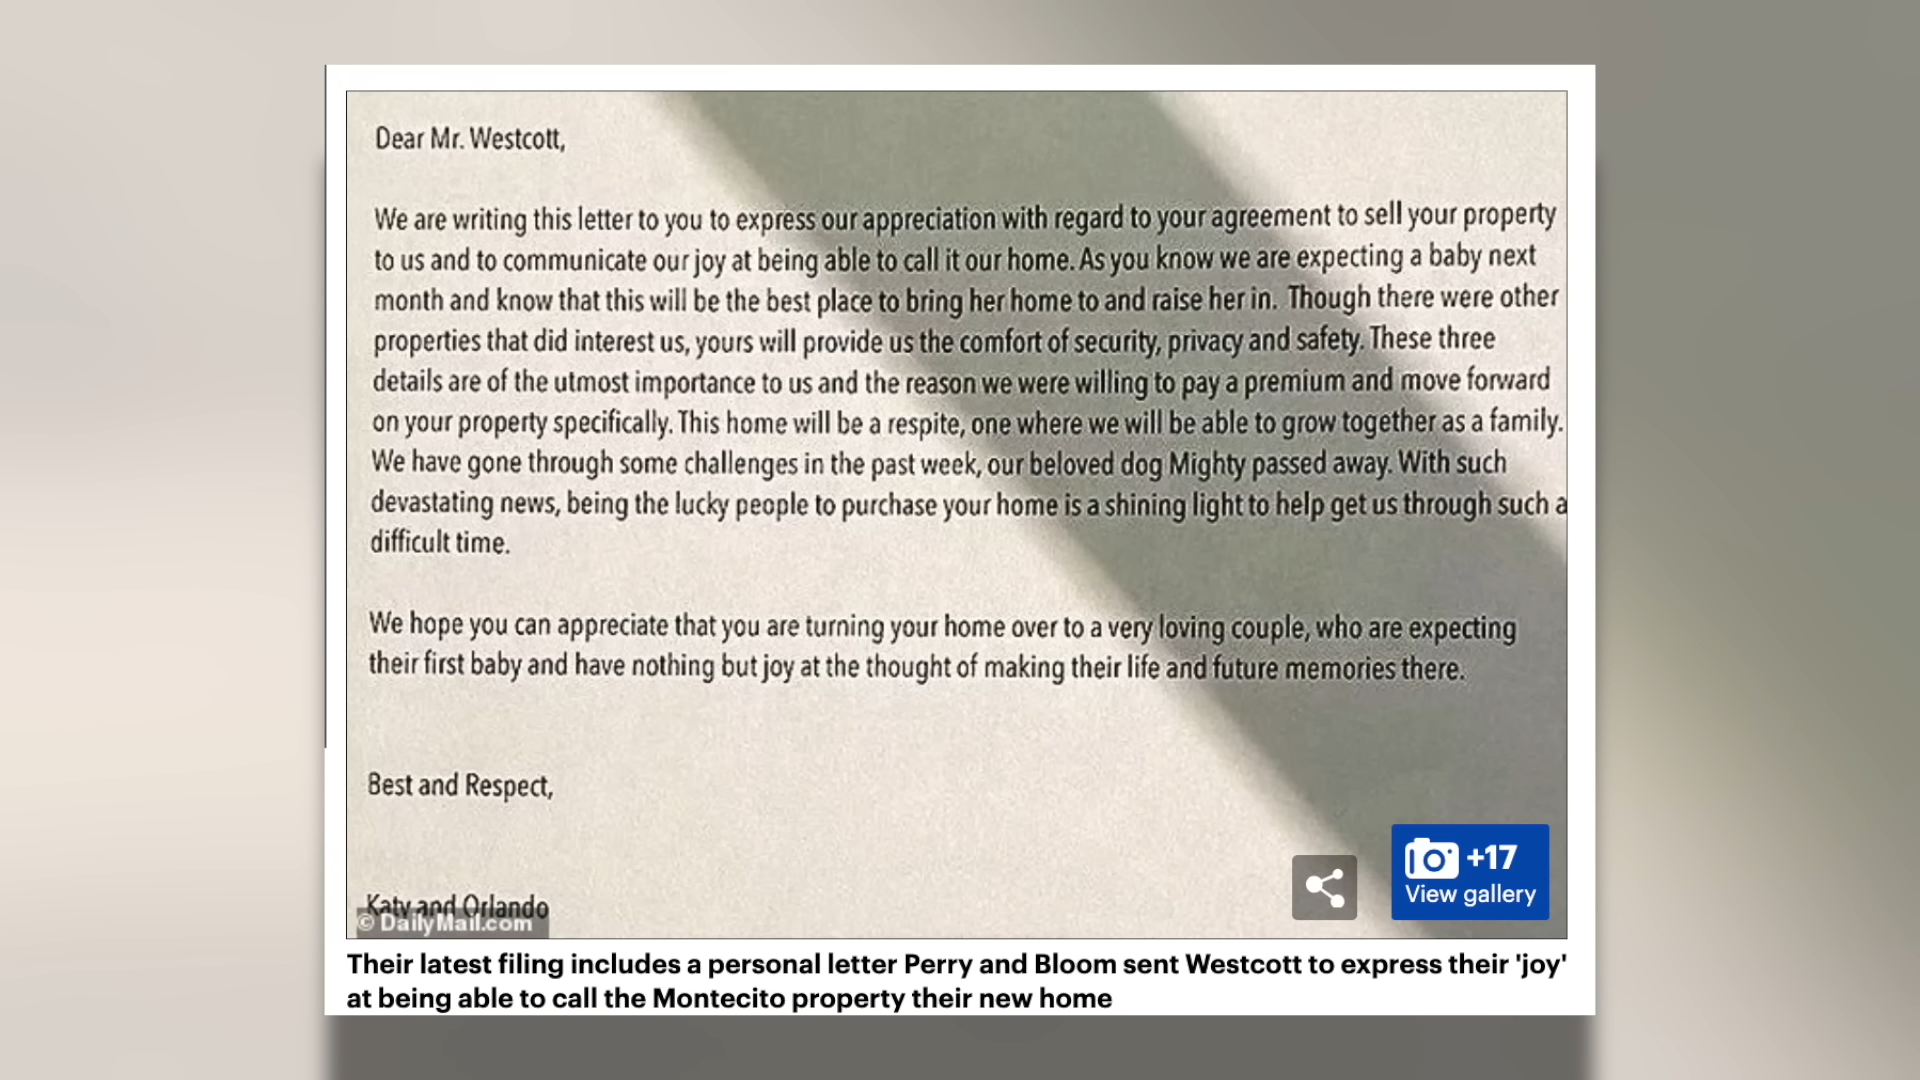 Dear Mr. Westcott,
We are writing this letter to you to express our appreciation with regard to your agreement to sell your property
to us and to communicate our joy at being able to call it our home. As you know we are expecting a baby next
month and know that this will be the best place to bring her home to and raise her in. Though there were other
properties that did interest us, yours will provide us the comfort of security, privacy and safety. These three
details are of the utmost importance to us and the reason we were willing to pay a premium and move forward
on your property specifically. This home will be a respite, one where we will be able to grow together as a family.
We have gone through some challenges in the past week, our beloved dog Mighty passed away. With such
devastating news, being the lucky people to purchase your home is a shining light to help get us through such a
difficult time.
We hope you can appreciate that you are turning your home over to a very loving couple, who are expecting
their first baby and have nothing but joy at the thought of making their life and future memories there.
Best and Respect,
Katy and Orlando
© DailyMail.com
+17
View gallery
Their latest filing includes a personal letter Perry and Bloom sent Westcott to express their 'joy'
at being able to call the Montecito property their new home